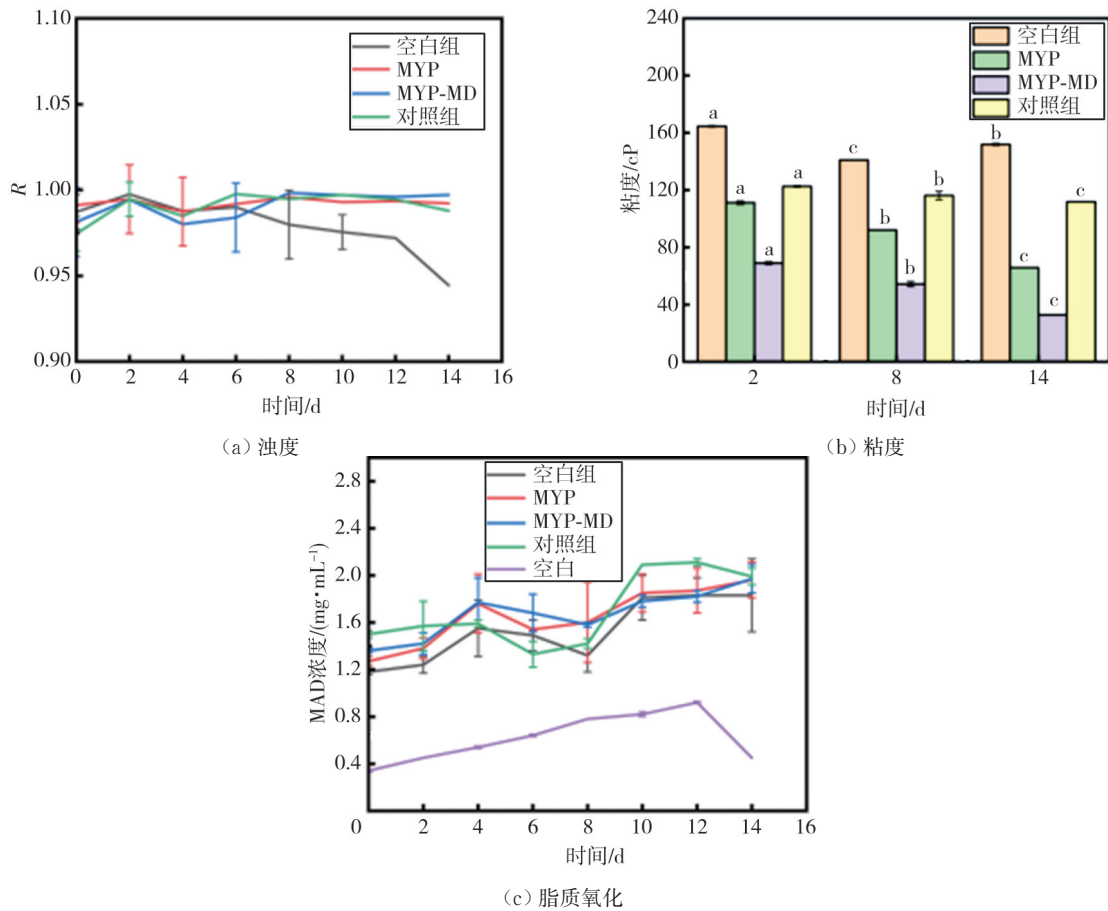 1.10
1.05
1.00
0.95
0.90
R
空白组
MYP
MYP-MD
对照组
0 2 4 6 8 10 12 14 16
时间/d
(a) 浊度
240
200
160
120
80
40
0
粘度/cP
空白组
MYP
MYP-MD
对照组
a a a a
c b b b
b c c c
2 8 14
时间/d
(b) 粘度
2.8
2.4
2.0
1.6
1.2
0.8
0.4
0
MAD浓度/(mg·mL⁻¹)
空白组
MYP
MYP-MD
对照组
空白
2 4 6 8 10 12 14 16
时间/d
(c) 脂质氧化